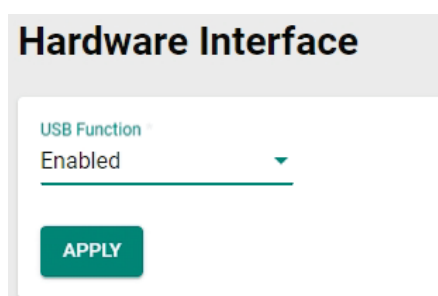 Hardware Interface
USB Function *
Enabled
APPLY